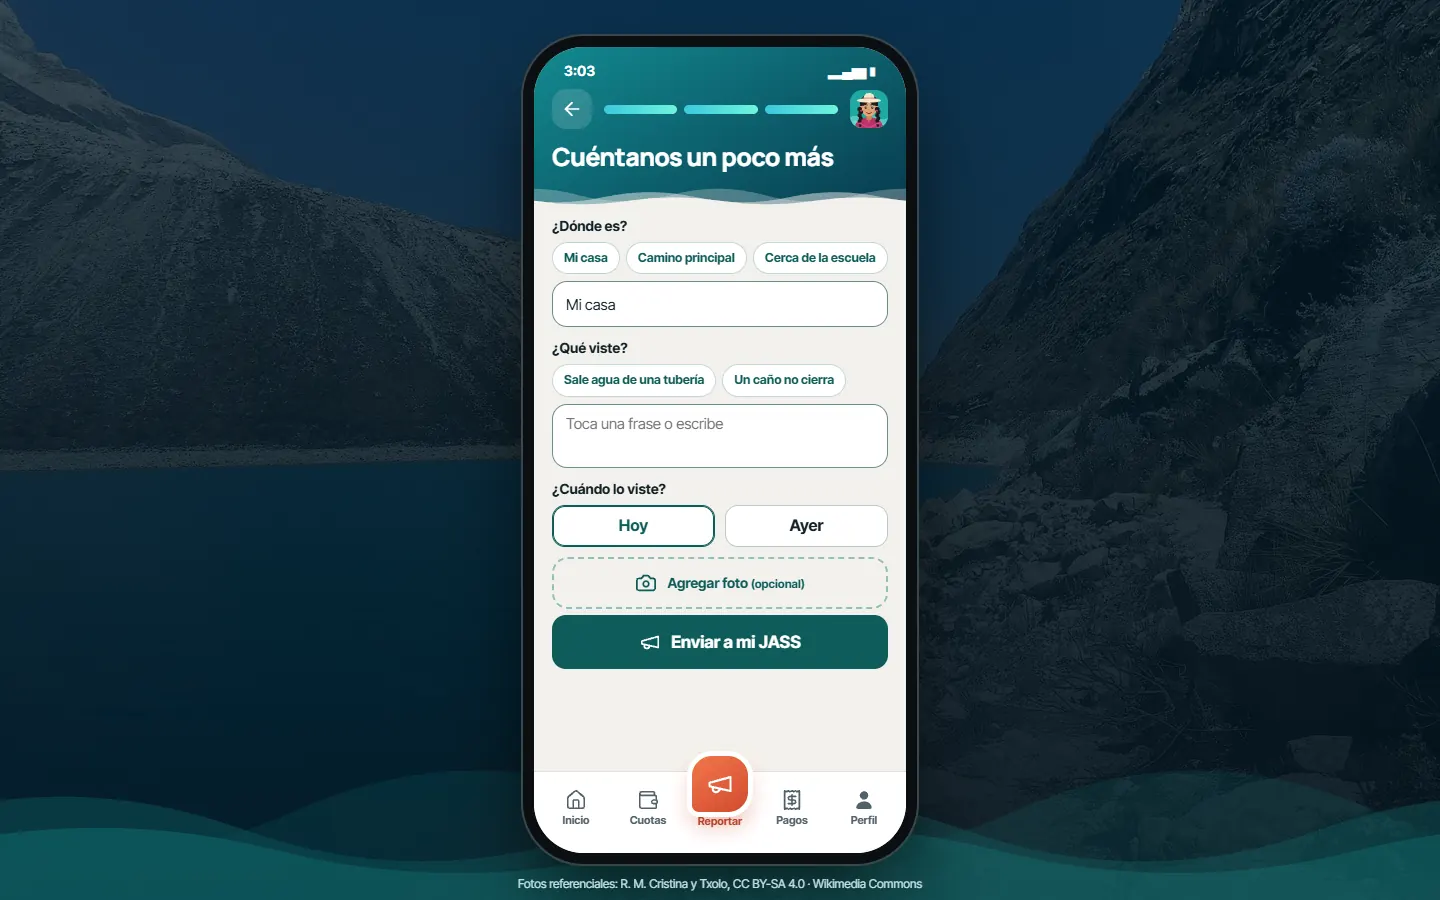 3:03
Cuéntanos un poco más
¿Dónde es?
Mi casa
Camino principal
Cerca de la escuela
Mi casa
¿Qué viste?
Sale agua de una tubería
Un caño no cierra
Toca una frase o escribe
¿Cuándo lo viste?
Hoy
Ayer
Agregar foto (opcional)
Enviar a mi JASS
Inicio
Cuotas
Reportar
Pagos
Perfil
Fotos referenciales: R. M. Cristina y Txolo, CC BY-SA 4.0 · Wikimedia Commons